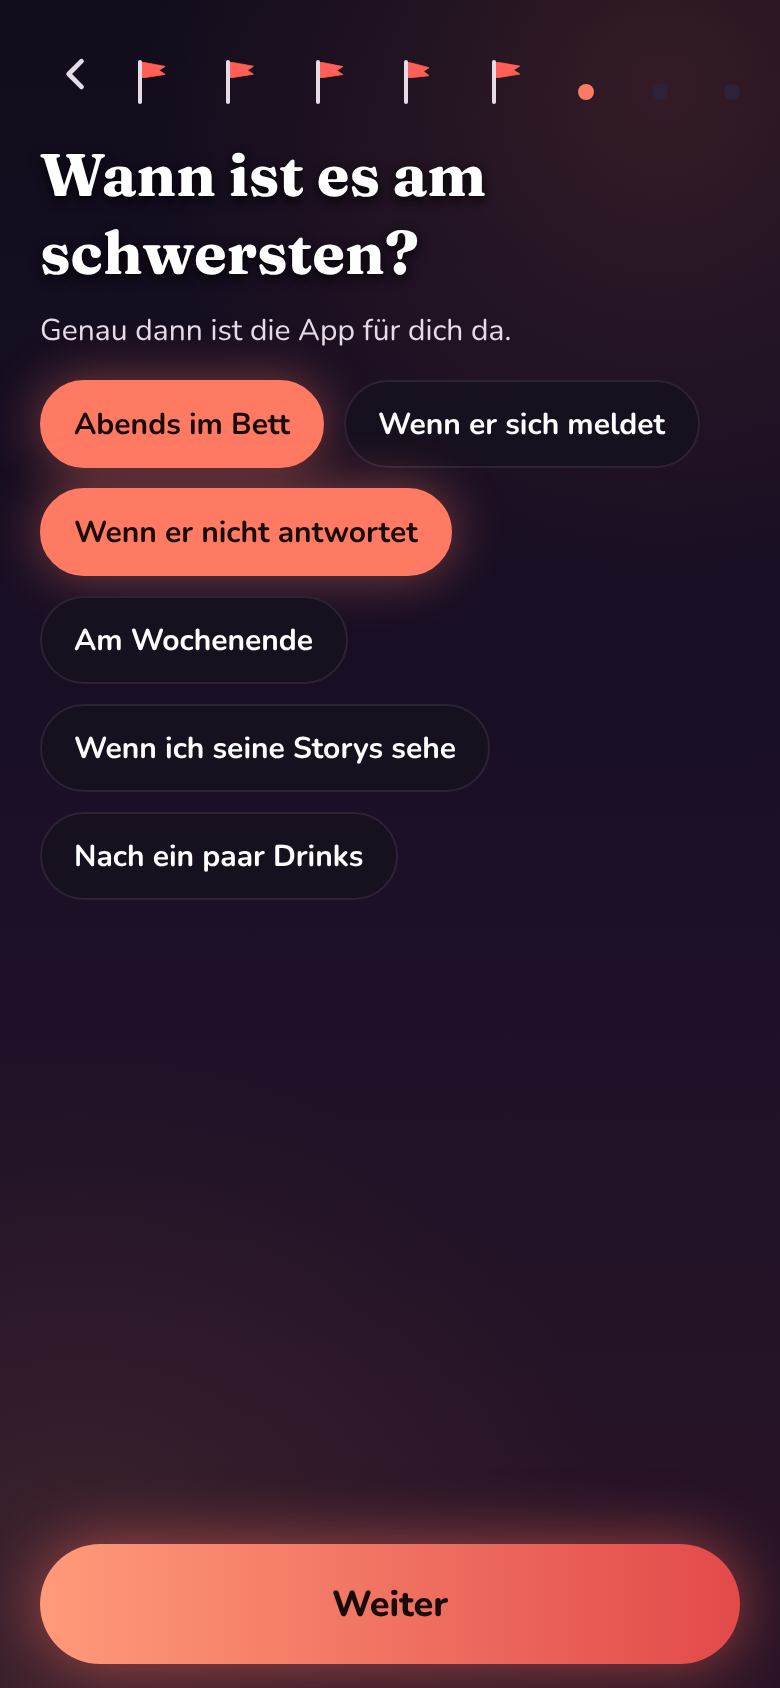 Wann ist es am
schwersten?
Genau dann ist die App für dich da.
Abends im Bett
Wenn er sich meldet
Wenn er nicht antwortet
Am Wochenende
Wenn ich seine Storys sehe
Nach ein paar Drinks
Weiter